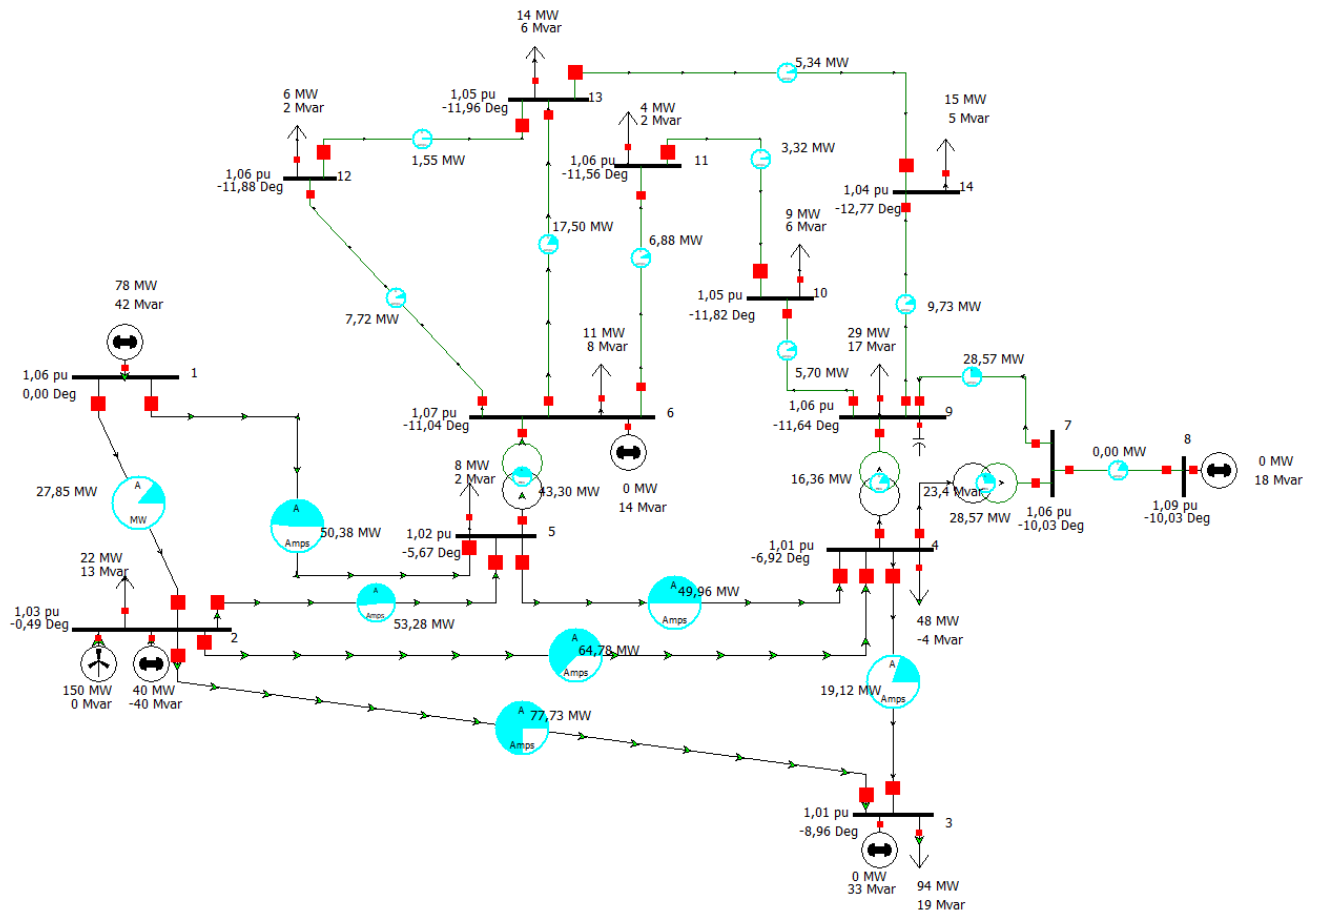 14 MW
6 Mvar
5,34 MW
1,05 pu
-11,96 Deg
13
6 MW
2 Mvar
4 MW
2 Mvar
15 MW
5 Mvar
1,55 MW
3,32 MW
1,06 pu
-11,88 Deg
12
1,06 pu
-11,56 Deg
11
1,04 pu
-12,77 Deg
14
17,50 MW
6,88 MW
9 MW
6 Mvar
78 MW
42 Mvar
7,72 MW
1,05 pu
-11,82 Deg
10
9,73 MW
11 MW
8 Mvar
29 MW
17 Mvar
28,57 MW
5,70 MW
1,06 pu
0,00 Deg
1
1,07 pu
-11,04 Deg
6
1,06 pu
-11,64 Deg
9
7
8
0,00 MW
8 MW
2 Mvar
43,30 MW
0 MW
14 Mvar
16,36 MW
23,4 Mvar
28,57 MW
1,06 pu
-10,03 Deg
1,09 pu
-10,03 Deg
0 MW
18 Mvar
27,85 MW
A
MW
A
50,38 MW
Amps
1,02 pu
-5,67 Deg
5
1,01 pu
-6,92 Deg
4
22 MW
13 Mvar
A
Amps
53,28 MW
A
49,96 MW
Amps
48 MW
-4 Mvar
1,03 pu
-0,49 Deg
2
A
64,78 MW
Amps
A
19,12 MW
Amps
150 MW
0 Mvar
40 MW
-40 Mvar
A
77,73 MW
Amps
1,01 pu
-8,96 Deg
3
0 MW
33 Mvar
94 MW
19 Mvar